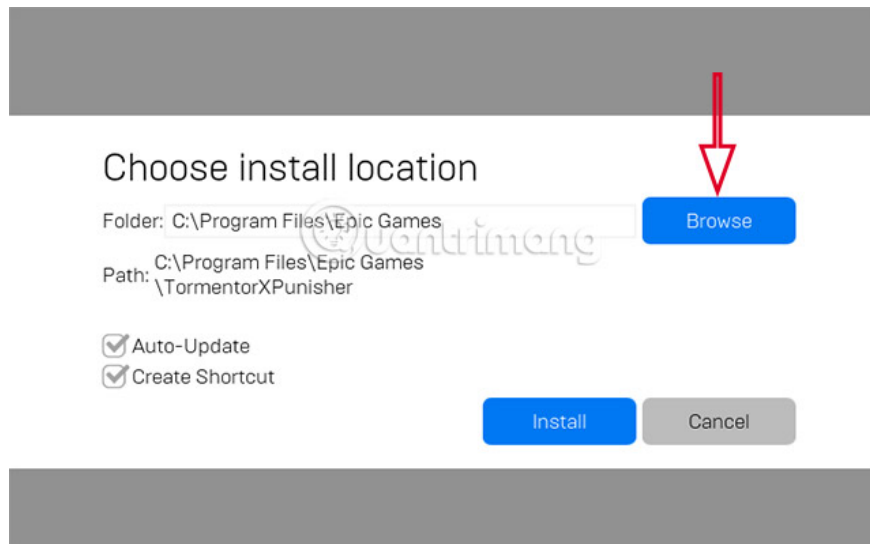 Choose install location
Folder: C:\Program Files\Epic Games
Browse
Quantrimang
Path: C:\Program Files\Epic Games
\TormentorXPunisher
Auto-Update
Create Shortcut
Install
Cancel